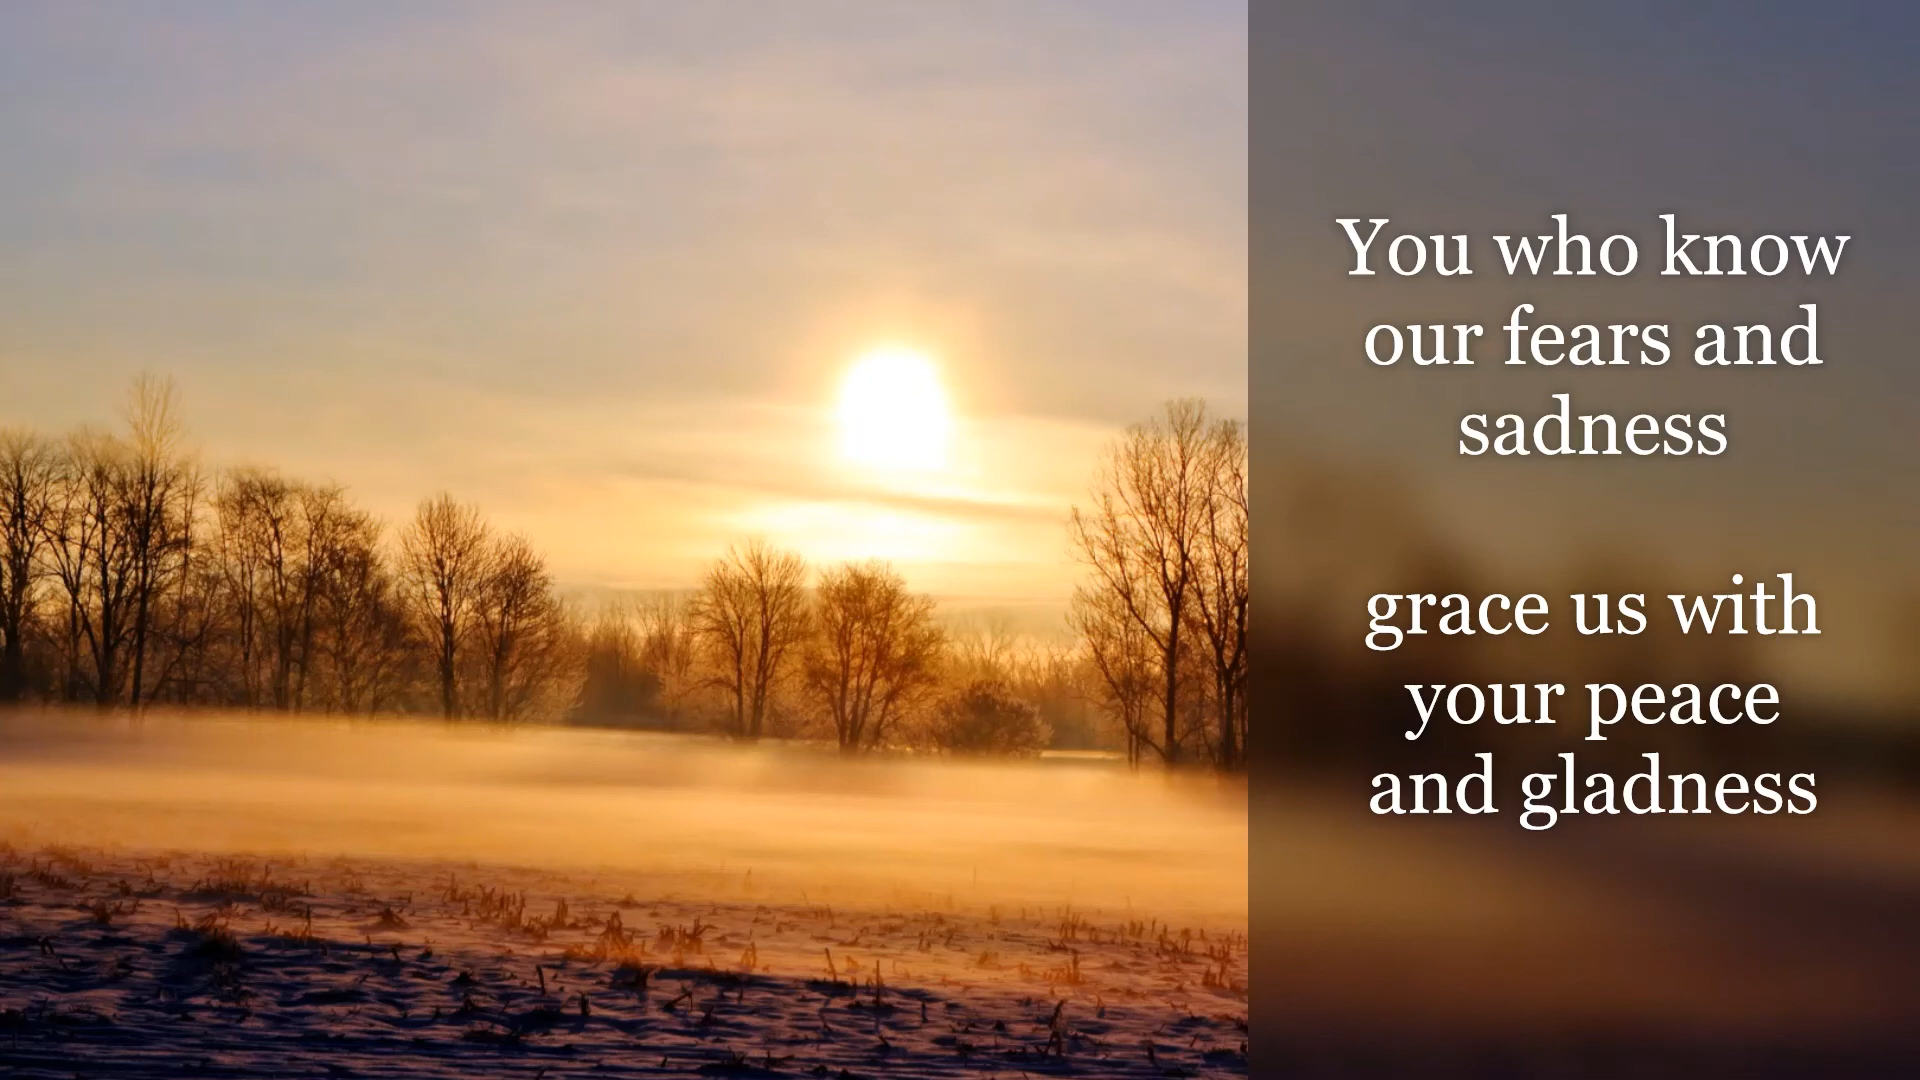 You who know
our fears and
sadness
grace us with
your peace
and gladness